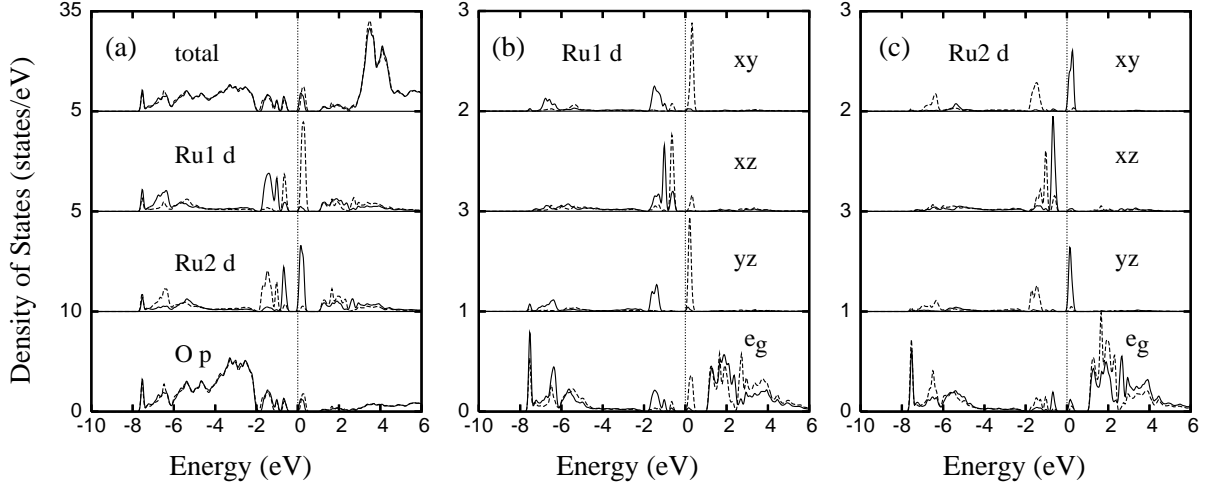 Density of States (states/eV)
35
(a)
total
5
Ru1 d
5
Ru2 d
10
O p
0
-10 -8 -6 -4 -2 0 2 4 6
Energy (eV)
3
(b)
Ru1 d
xy
2
xz
3
yz
1
eg
0
-10 -8 -6 -4 -2 0 2 4 6
Energy (eV)
3
(c)
Ru2 d
xy
2
xz
3
yz
1
eg
0
-10 -8 -6 -4 -2 0 2 4 6
Energy (eV)